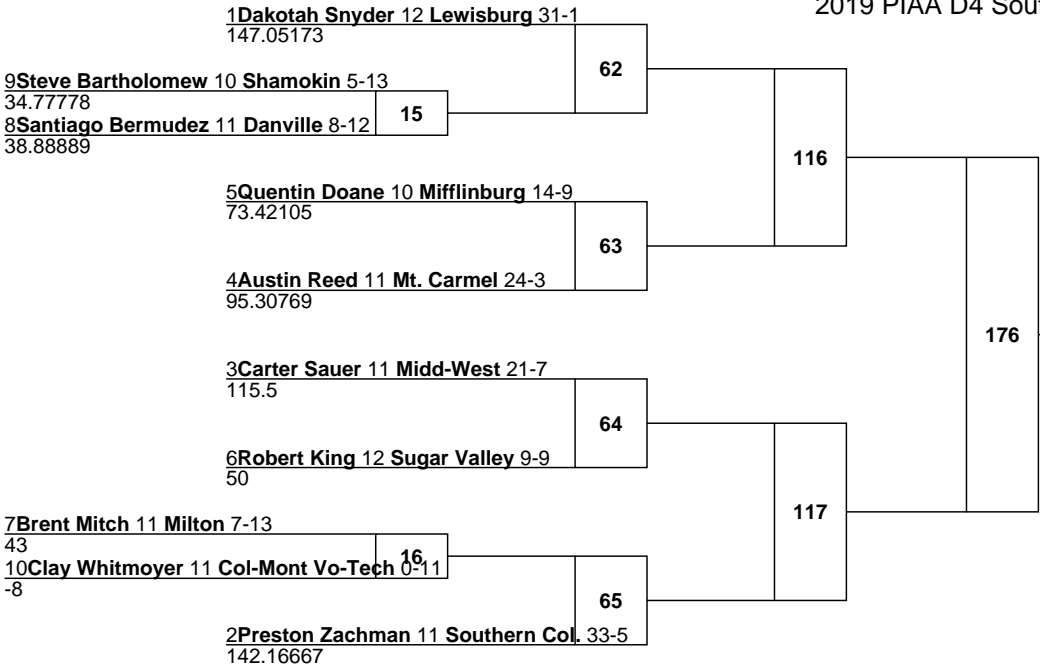 2019 PIAA D4 Sout
1Dakotah Snyder 12 Lewisburg 31-1
147.05173
62
9Steve Bartholomew 10 Shamokin 5-13
34.77778
15
8Santiago Bermudez 11 Danville 8-12
38.88889
116
5Quentin Doane 10 Mifflinburg 14-9
73.42105
63
4Austin Reed 11 Mt. Carmel 24-3
95.30769
176
3Carter Sauer 11 Midd-West 21-7
115.5
64
6Robert King 12 Sugar Valley 9-9
50
117
7Brent Mitch 11 Milton 7-13
43
16
10Clay Whitmoyer 11 Col-Mont Vo-Tech 0-11
-8
65
2Preston Zachman 11 Southern Col. 33-5
142.16667